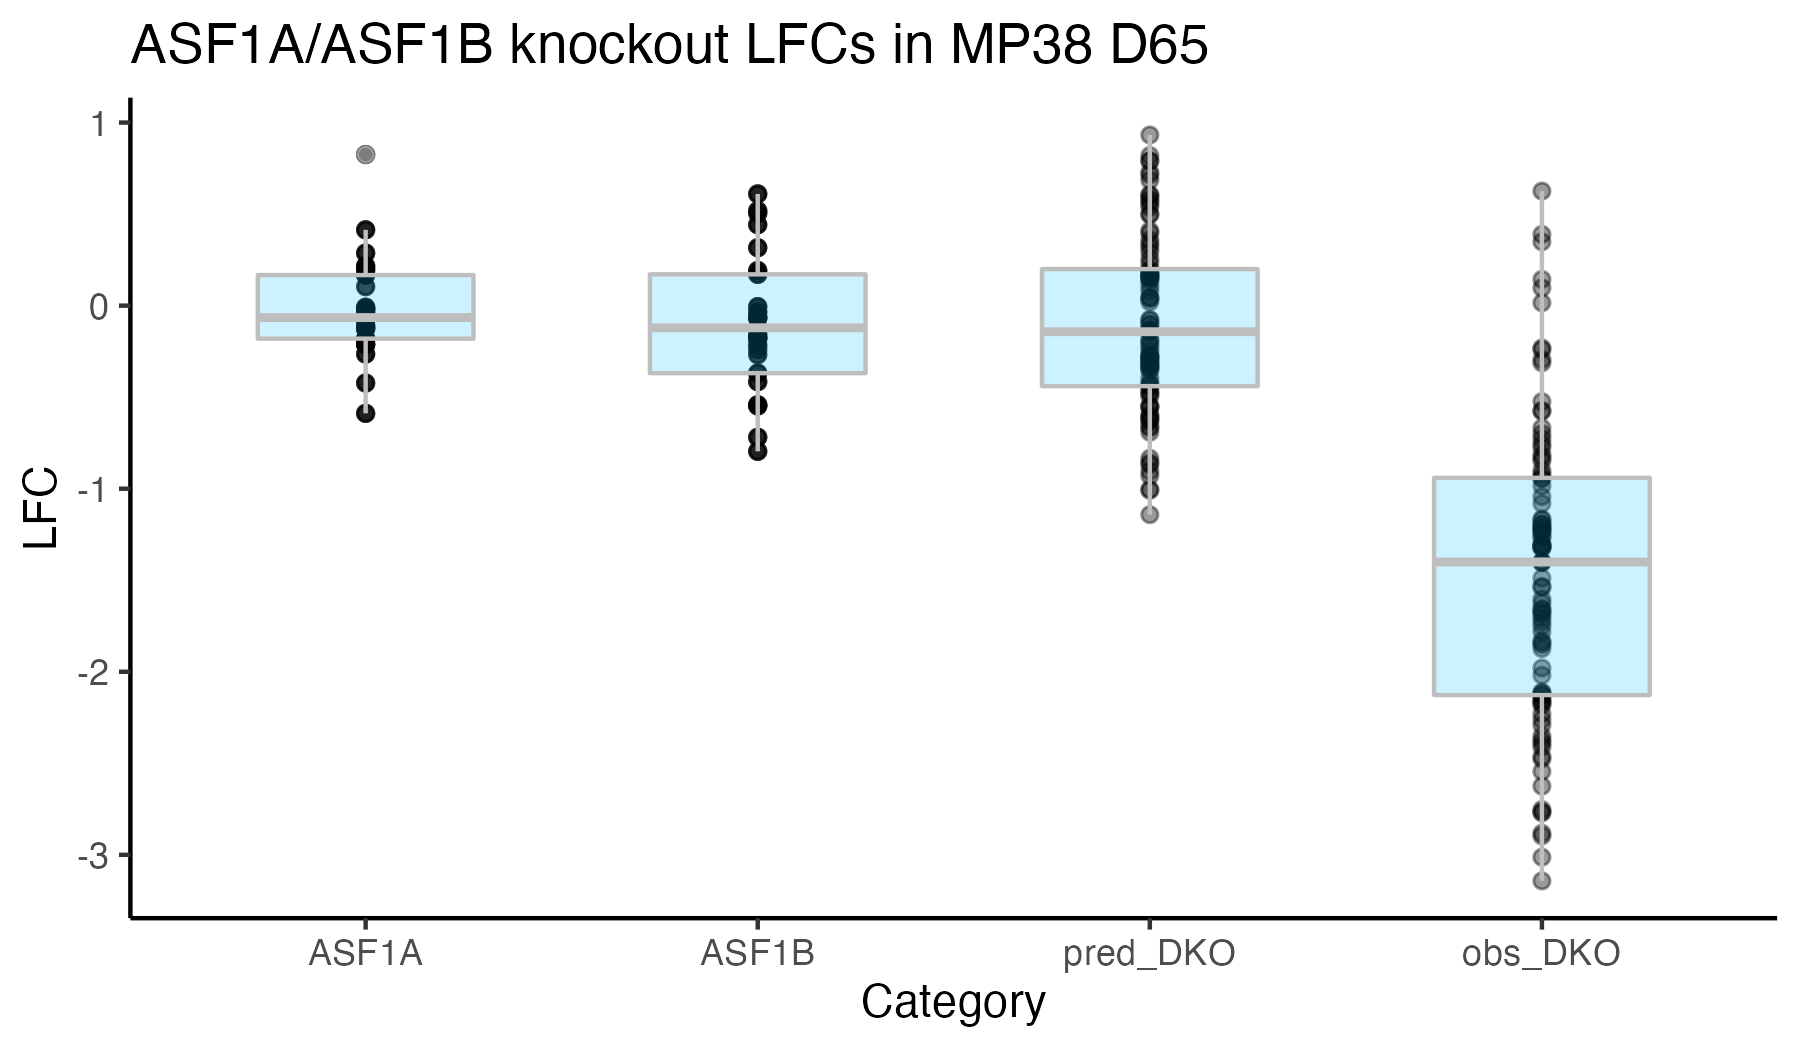 ASF1A/ASF1B knockout LFCs in MP38 D65
1
0
-1
-2
-3
LFC
ASF1A ASF1B pred_DKO obs_DKO
Category